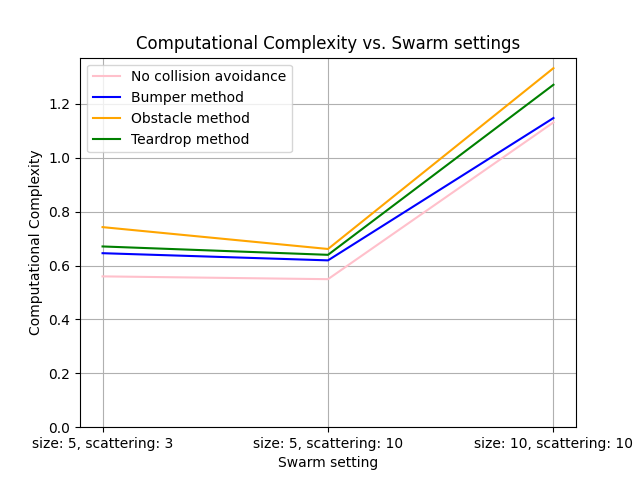 Computational Complexity vs. Swarm settings
No collision avoidance
Bumper method
Obstacle method
Teardrop method
Computational Complexity
1.2
1.0
0.8
0.6
0.4
0.2
0.0
size: 5, scattering: 3
size: 5, scattering: 10
size: 10, scattering: 10
Swarm setting